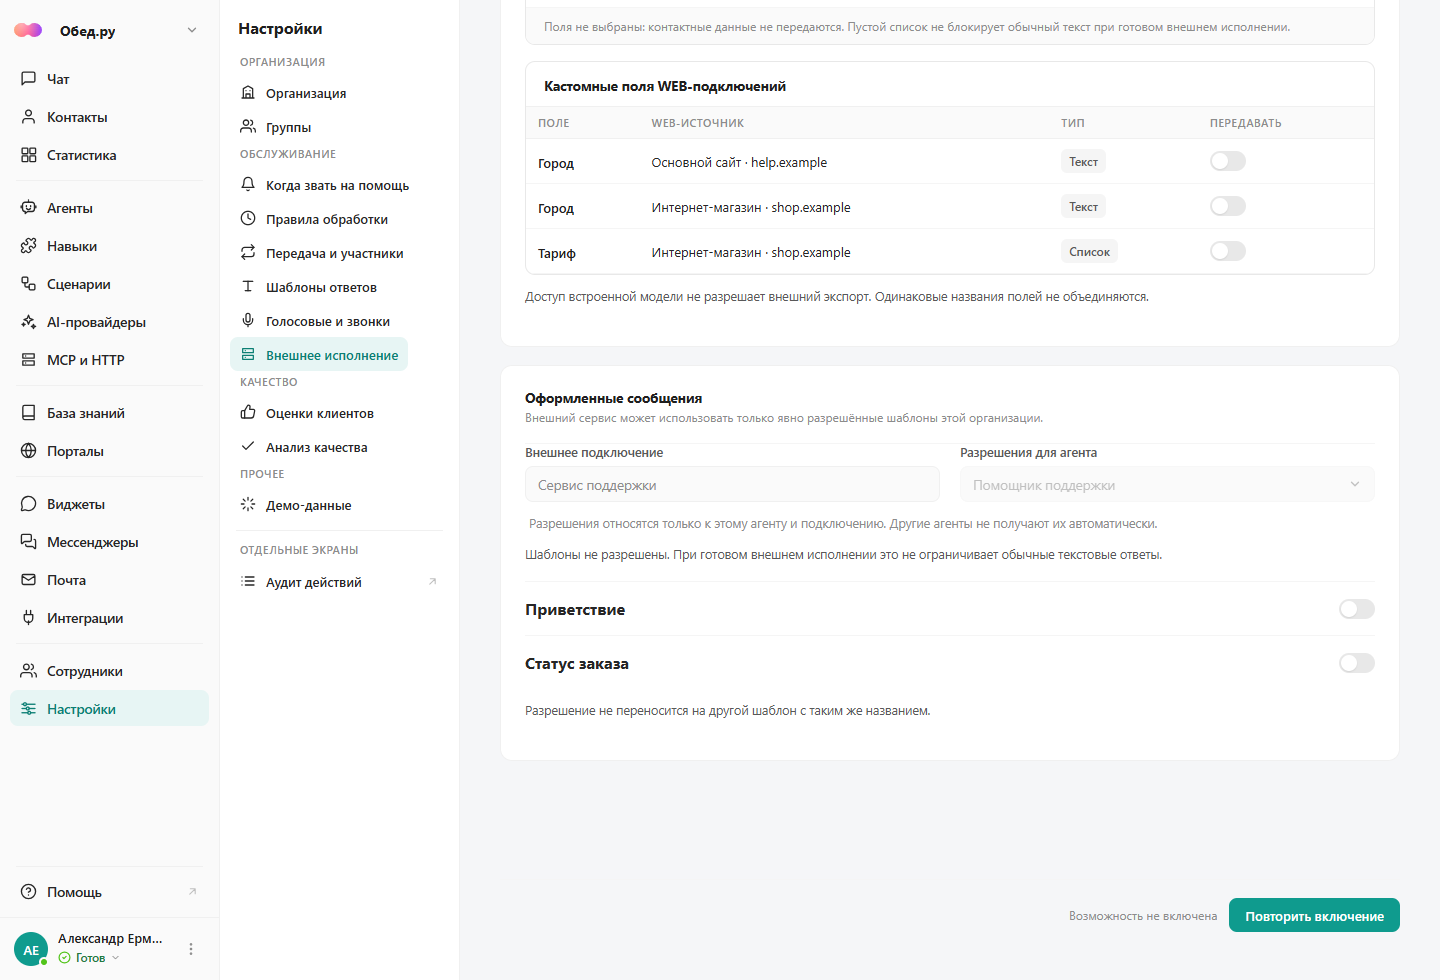 Обед.ру
Чат
Контакты
Статистика
Агенты
Навыки
Сценарии
AI-провайдеры
MCP и HTTP
База знаний
Порталы
Виджеты
Мессенджеры
Почта
Интеграции
Сотрудники
Настройки
Помощь
АЕ
Александр Ерм...
Готов
Настройки
ОРГАНИЗАЦИЯ
Организация
Группы
ОБСЛУЖИВАНИЕ
Когда звать на помощь
Правила обработки
Передача и участники
Шаблоны ответов
Голосовые и звонки
Внешнее исполнение
КАЧЕСТВО
Оценки клиентов
Анализ качества
ПРОЧЕЕ
Демо-данные
ОТДЕЛЬНЫЕ ЭКРАНЫ
Аудит действий
Поля не выбраны: контактные данные не передаются. Пустой список не блокирует обычный текст при готовом внешнем исполнении.
Кастомные поля WEB-подключений
ПОЛЕ WEB-ИСТОЧНИК ТИП ПЕРЕДАВАТЬ
Город Основной сайт · help.example Текст
Город Интернет-магазин · shop.example Текст
Тариф Интернет-магазин · shop.example Список
Доступ встроенной модели не разрешает внешний экспорт. Одинаковые названия полей не объединяются.
Оформленные сообщения
Внешний сервис может использовать только явно разрешённые шаблоны этой организации.
Внешнее подключение Разрешения для агента
Сервис поддержки Помощник поддержки
Разрешения относятся только к этому агенту и подключению. Другие агенты не получают их автоматически.
Шаблоны не разрешены. При готовом внешнем исполнении это не ограничивает обычные текстовые ответы.
Приветствие
Статус заказа
Разрешение не переносится на другой шаблон с таким же названием.
Возможность не включена Повторить включение